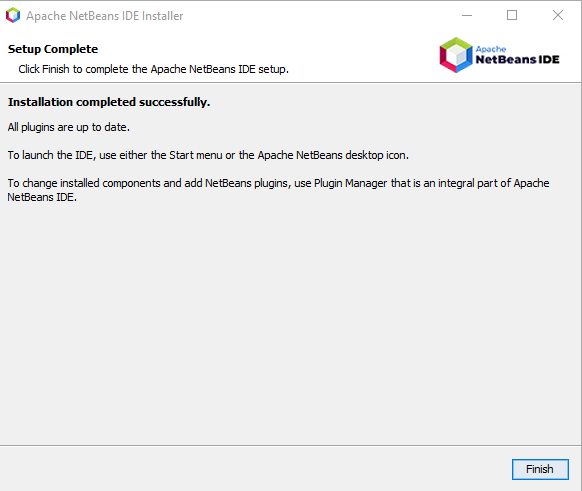 Apache NetBeans IDE Installer
Setup Complete
Click Finish to complete the Apache NetBeans IDE setup.
Apache
NetBeans IDE
Installation completed successfully.
All plugins are up to date.
To launch the IDE, use either the Start menu or the Apache NetBeans desktop icon.
To change installed components and add NetBeans plugins, use Plugin Manager that is an integral part of Apache
NetBeans IDE.
Finish